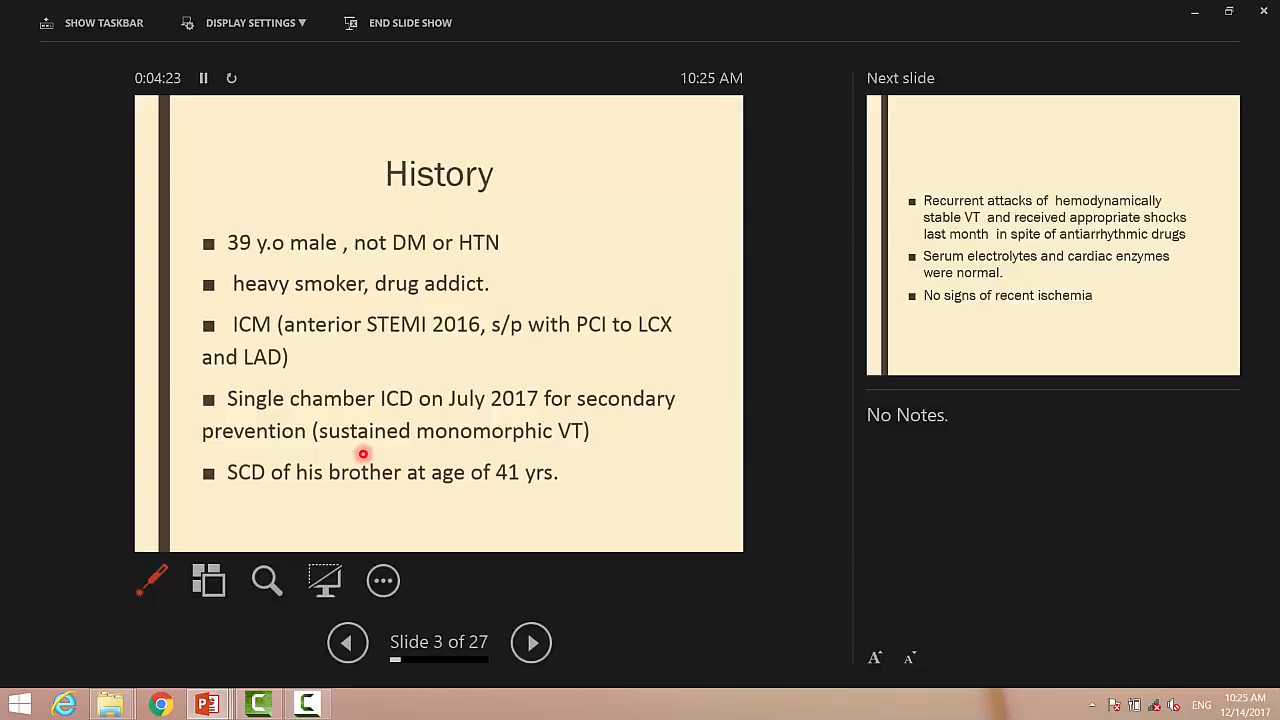 SHOW TASKBAR
DISPLAY SETTINGS ▼
END SLIDE SHOW
0:04:23
10:25 AM
History
■ 39 y.o male , not DM or HTN
■ heavy smoker, drug addict.
■ ICM (anterior STEMI 2016, s/p with PCI to LCX
and LAD)
■ Single chamber ICD on July 2017 for secondary
prevention (sustained monomorphic VT)
■ SCD of his brother at age of 41 yrs.
Slide 3 of 27
Next slide
■ Recurrent attacks of hemodynamically
stable VT and received appropriate shocks
last month in spite of antiarrhythmic drugs
■ Serum electrolytes and cardiac enzymes
were normal.
■ No signs of recent ischemia
No Notes.
A A
ENG
10:25 AM
12/14/2017